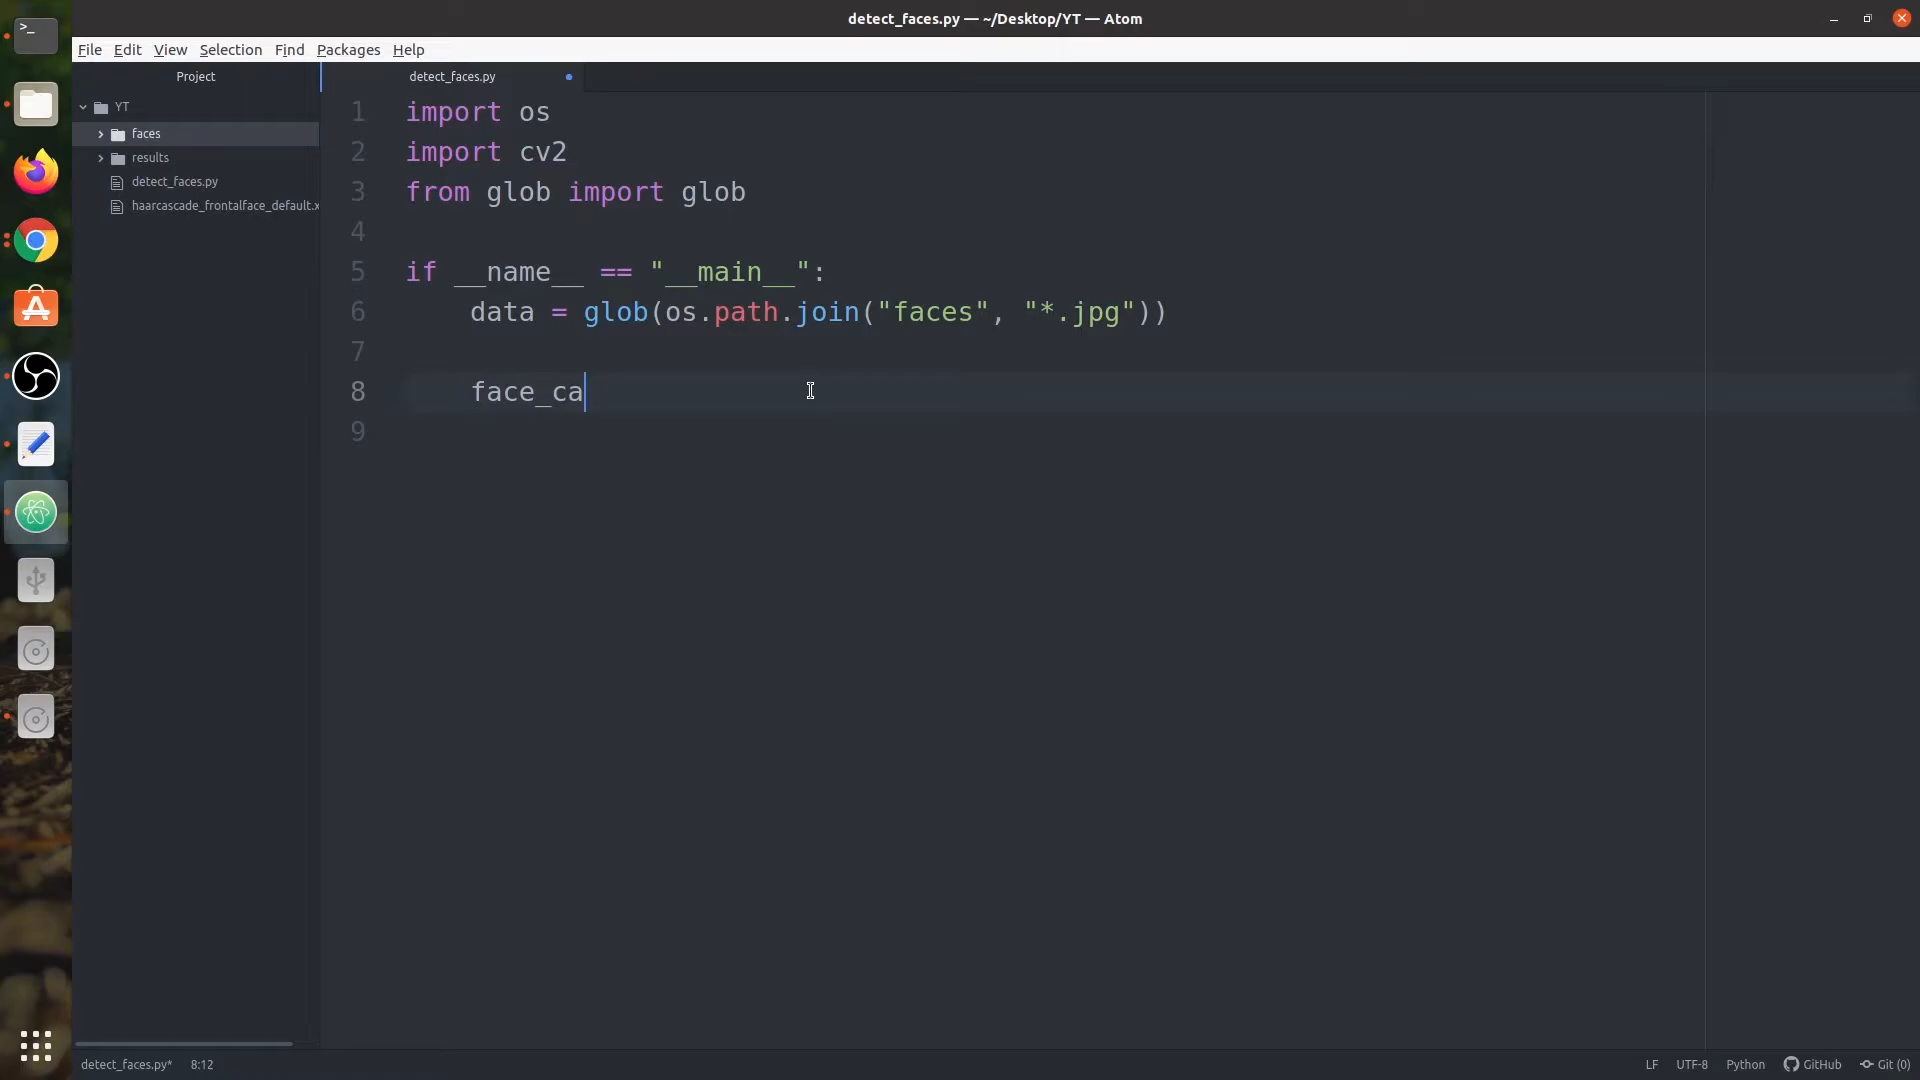 detect_faces.py — ~/Desktop/YT — Atom
File Edit View Selection Find Packages Help
Project
YT
faces
results
detect_faces.py
haarcascade_frontalface_default.x
detect_faces.py
1 import os
2 import cv2
3 from glob import glob
4
5 if __name__ == "__main__":
6     data = glob(os.path.join("faces", "*.jpg"))
7
8     face_ca
9
detect_faces.py* 8:12
LF UTF-8 Python GitHub Git (0)